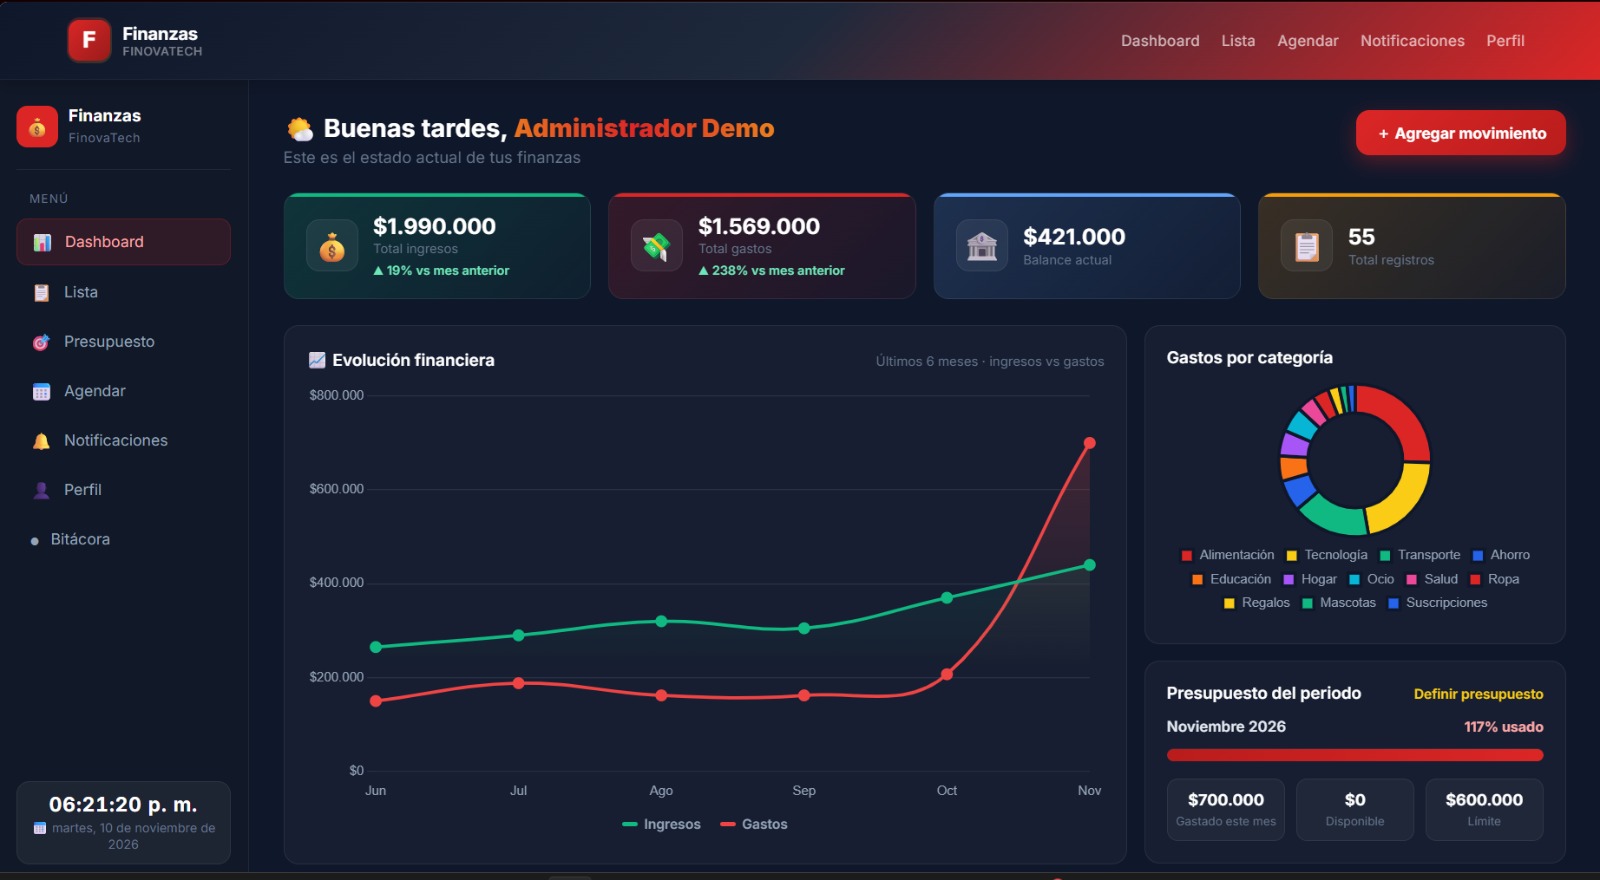 F
Finanzas
FINOVATECH
Dashboard Lista Agendar Notificaciones Perfil
Finanzas
FinovaTech
MENÚ
Dashboard
Lista
Presupuesto
Agendar
Notificaciones
Perfil
Bitácora
06:21:20 p. m.
martes, 10 de noviembre de
2026
Buenas tardes, Administrador Demo
Este es el estado actual de tus finanzas
+ Agregar movimiento
$1.990.000
Total ingresos
▲ 19% vs mes anterior
$1.569.000
Total gastos
▲ 238% vs mes anterior
$421.000
Balance actual
55
Total registros
Evolución financiera
Últimos 6 meses · ingresos vs gastos
$800.000
$600.000
$400.000
$200.000
$0
Jun Jul Ago Sep Oct Nov
Ingresos Gastos
Gastos por categoría
Alimentación Tecnología Transporte Ahorro
Educación Hogar Ocio Salud Ropa
Regalos Mascotas Suscripciones
Presupuesto del periodo Definir presupuesto
Noviembre 2026 117% usado
$700.000
Gastado este mes
$0
Disponible
$600.000
Límite